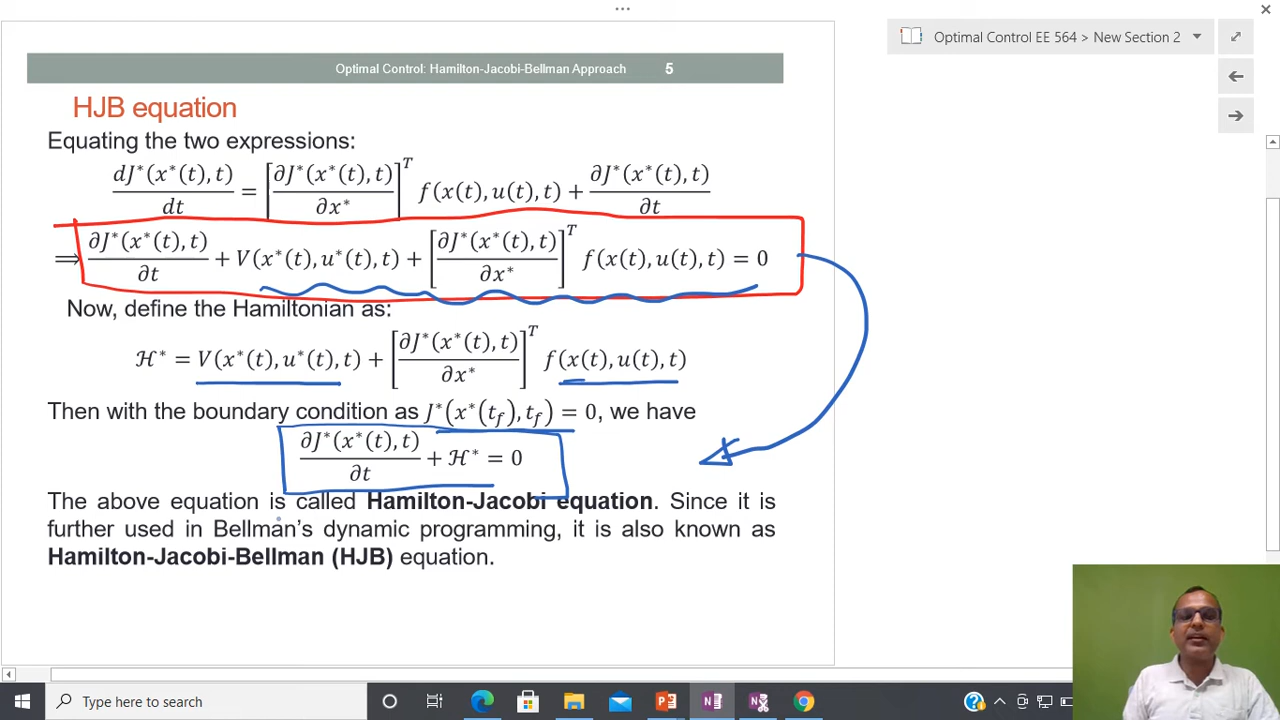 Optimal Control EE 564 > New Section 2
Optimal Control: Hamilton-Jacobi-Bellman Approach 5
HJB equation
Equating the two expressions:
dJ*(x*(t), t)/dt = [∂J*(x*(t), t)/∂x*]^T f(x(t), u(t), t) + ∂J*(x*(t), t)/∂t
⟹ ∂J*(x*(t), t)/∂t + V(x*(t), u*(t), t) + [∂J*(x*(t), t)/∂x*]^T f(x(t), u(t), t) = 0
Now, define the Hamiltonian as:
ℋ* = V(x*(t), u*(t), t) + [∂J*(x*(t), t)/∂x*]^T f(x(t), u(t), t)
Then with the boundary condition as J*(x*(t_f), t_f) = 0, we have
∂J*(x*(t), t)/∂t + ℋ* = 0
The above equation is called Hamilton-Jacobi equation. Since it is
further used in Bellman's dynamic programming, it is also known as
Hamilton-Jacobi-Bellman (HJB) equation.
Type here to search